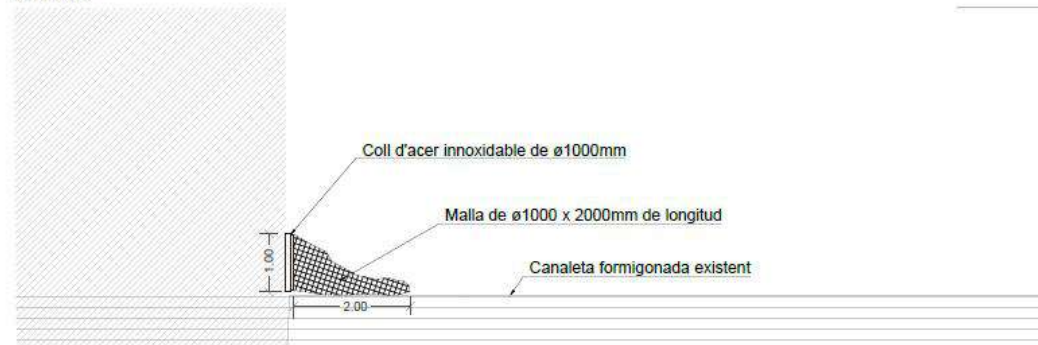 Coll d'acer innoxidable de ø1000mm
Malla de ø1000 x 2000mm de longitud
1.00
Canaleta formigonada existent
2.00